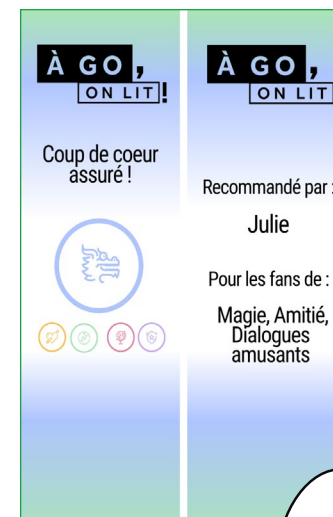 À GO,
ON LIT!
Coup de coeur
assuré !
À GO,
ON LIT
Recommandé par :
Julie
Pour les fans de :
Magie, Amitié,
Dialogues
amusants